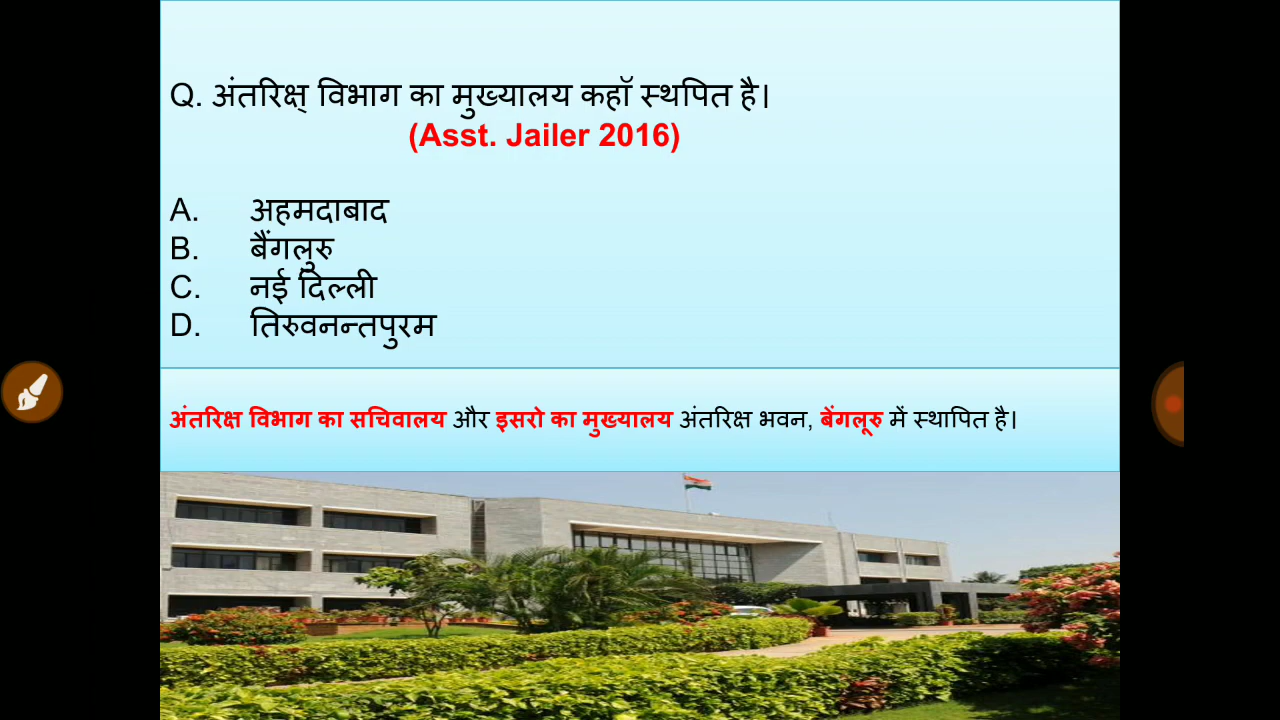 Q. अंतरिक्ष् विभाग का मुख्यालय कहॉ स्थपित है।
(Asst. Jailer 2016)
A. अहमदाबाद
B. बैंगलुरु
C. नई दिल्ली
D. तिरुवनन्तपुरम
अंतरिक्ष विभाग का सचिवालय और इसरो का मुख्यालय अंतरिक्ष भवन, बेंगलूरु में स्थापित है।